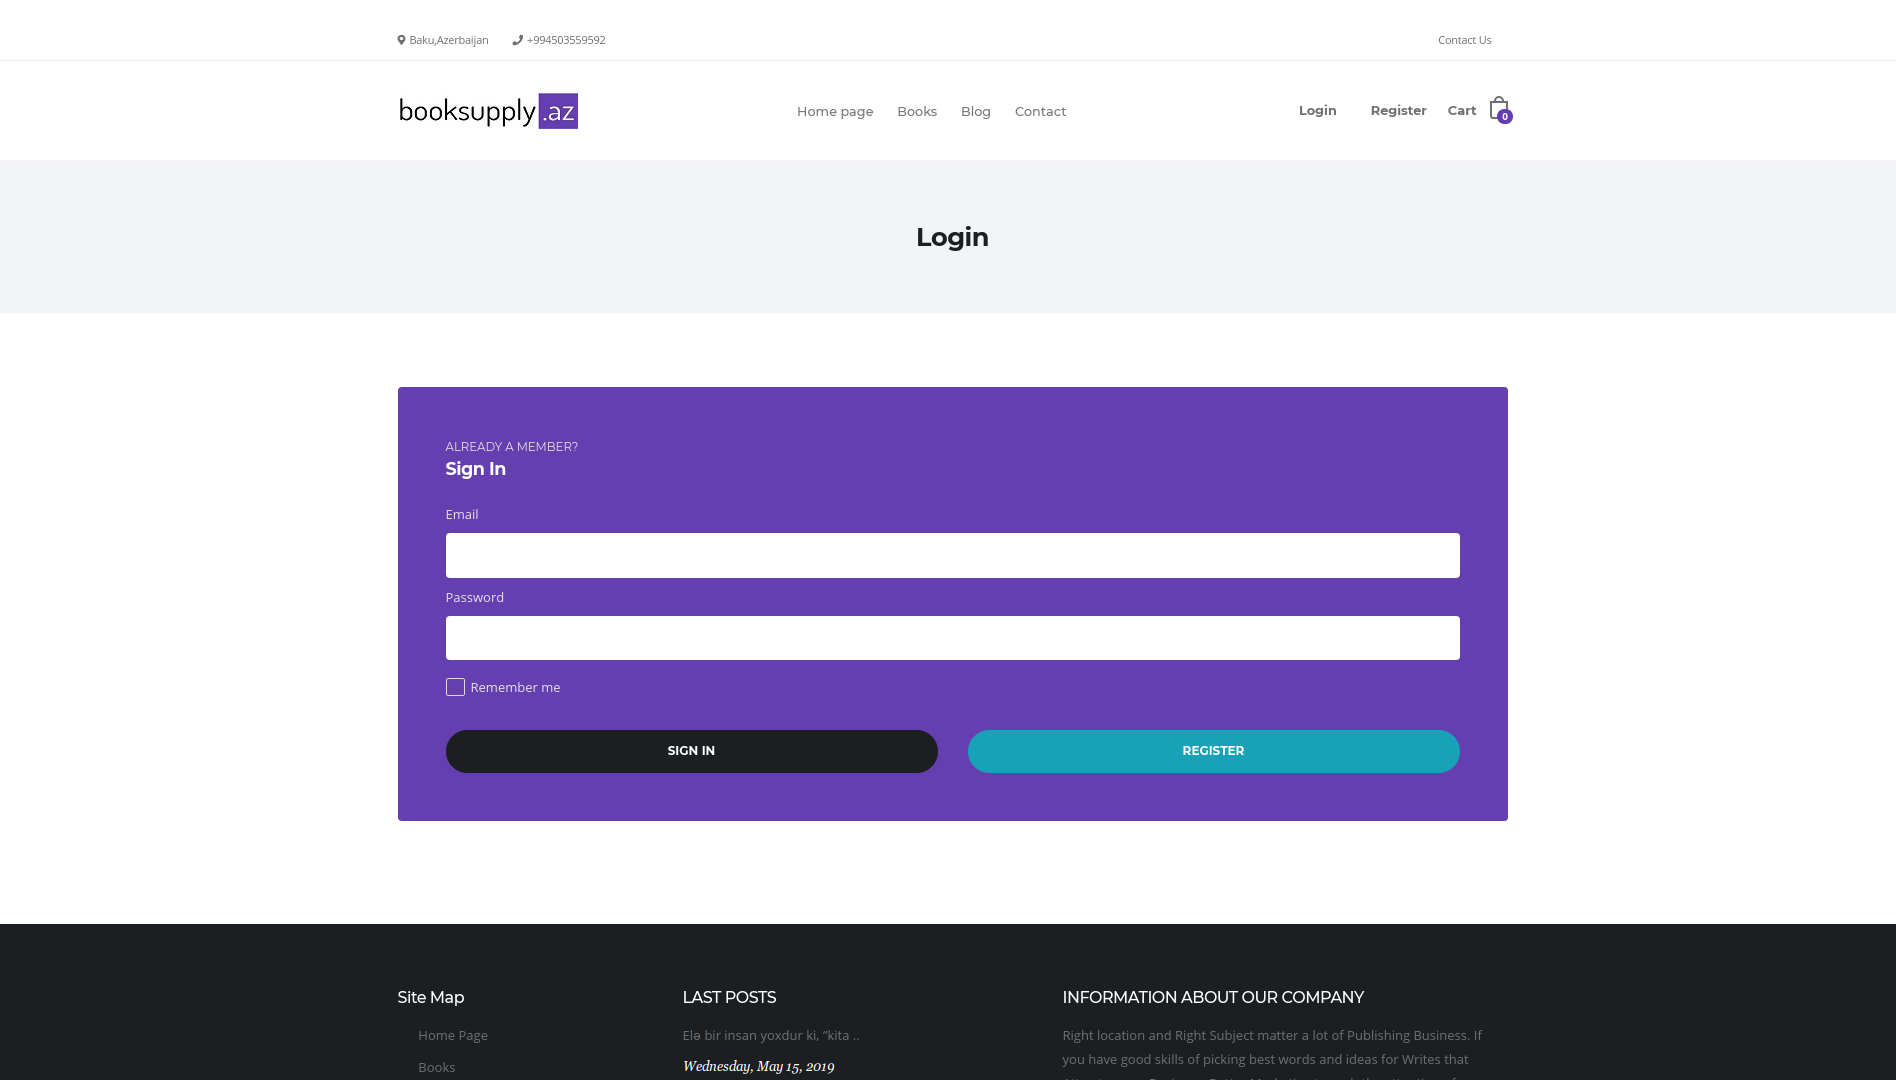 Baku,Azerbaijan +994503559592 Contact Us
booksupply.az Home page Books Blog Contact Login Register Cart 0
Login
ALREADY A MEMBER?
Sign In
Email
Password
Remember me
SIGN IN REGISTER
Site Map LAST POSTS INFORMATION ABOUT OUR COMPANY
Home Page Elə bir insan yoxdur ki, "kita .. Right location and Right Subject matter a lot of Publishing Business. If
you have good skills of picking best words and ideas for Writes that
Books Wednesday, May 15, 2019